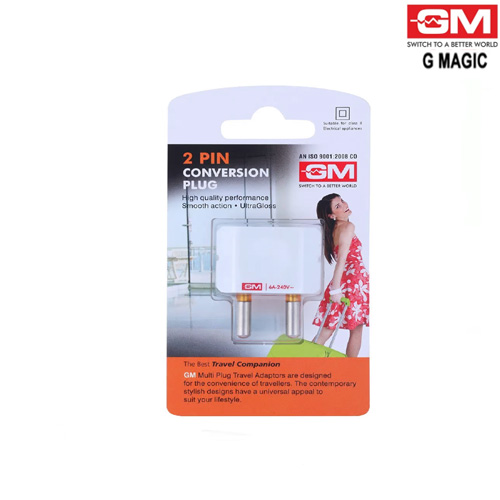 GM
SWITCH TO A BETTER WORLD
G MAGIC
Suitable for class II
Electrical appliances
2 PIN
CONVERSION
PLUG
High quality performance
Smooth action • UltraGloss
AN ISO 9001:2008 CO
GM
SWITCH TO A BETTER WORLD
GM 6A-240V~
The Best Travel Companion
GM Multi Plug Travel Adaptors are designed
for the convenience of travellers. The contemporary
stylish designs have a universal appeal to
suit your lifestyle.